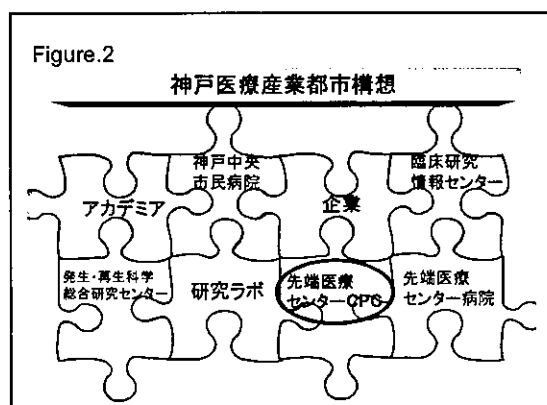 Figure.2
神戸医療産業都市構想
神戸中央
市民病院
臨床研究
情報センター
アカデミア
企業
発生・再生科学
総合研究センター
研究ラボ
先端医療
センターCPC
先端医療
センター病院